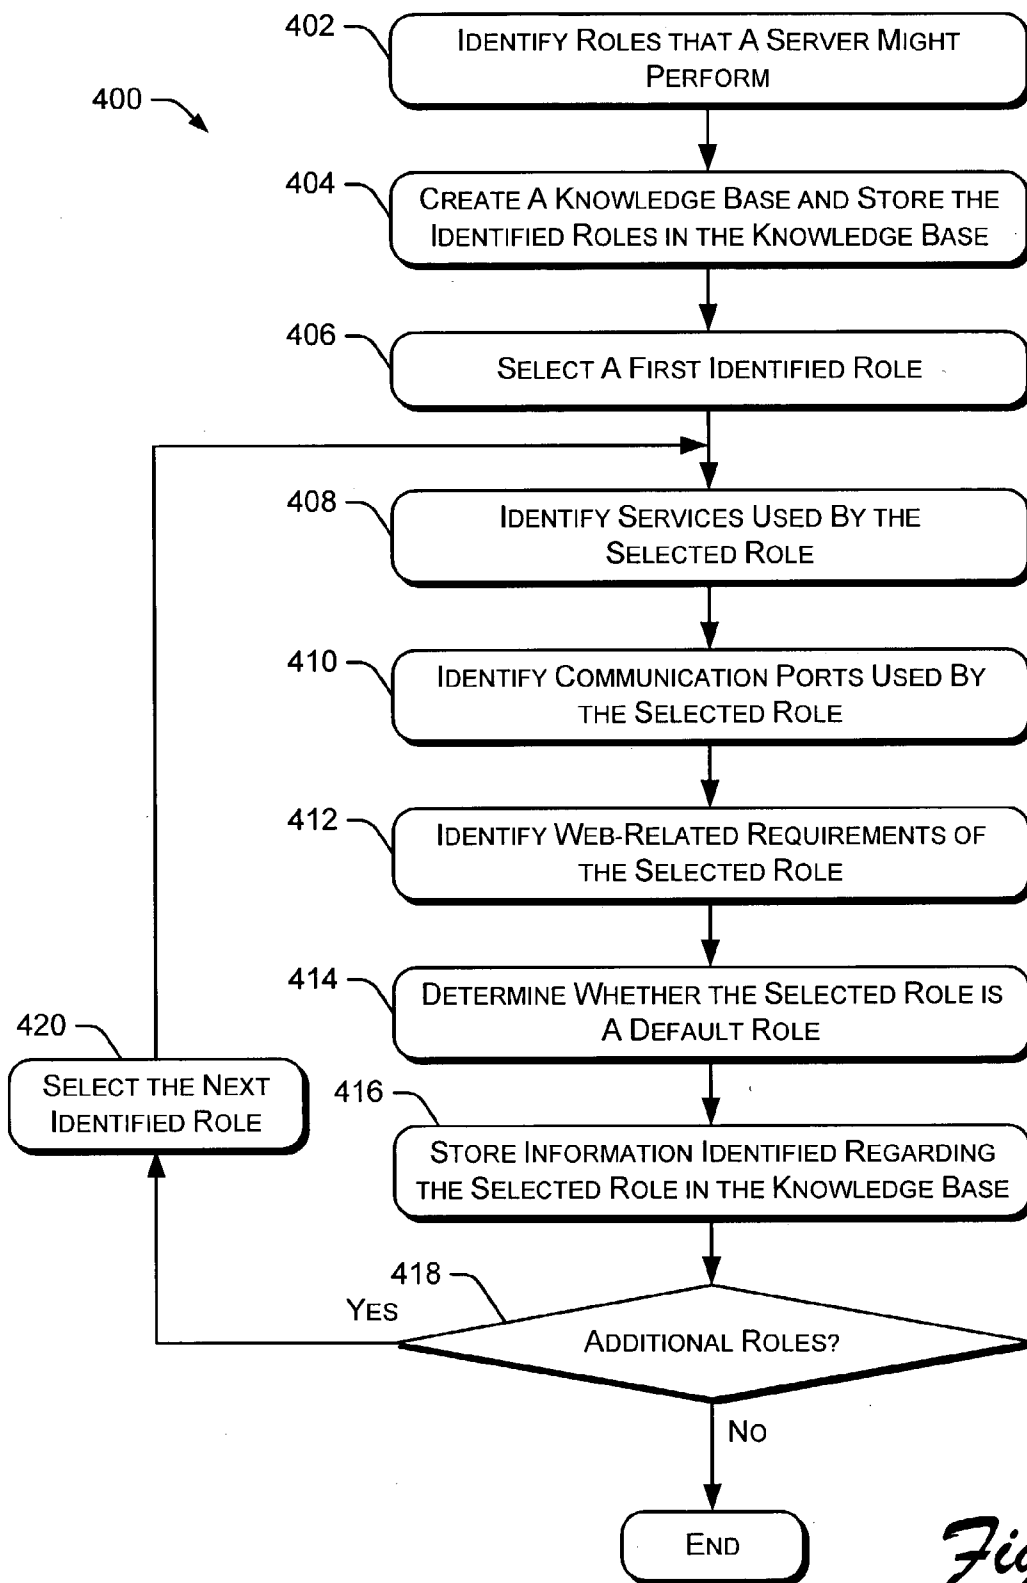 402
IDENTIFY ROLES THAT A SERVER MIGHT
PERFORM
400
404
CREATE A KNOWLEDGE BASE AND STORE THE
IDENTIFIED ROLES IN THE KNOWLEDGE BASE
406
SELECT A FIRST IDENTIFIED ROLE
408
IDENTIFY SERVICES USED BY THE
SELECTED ROLE
410
IDENTIFY COMMUNICATION PORTS USED BY
THE SELECTED ROLE
412
IDENTIFY WEB-RELATED REQUIREMENTS OF
THE SELECTED ROLE
414
DETERMINE WHETHER THE SELECTED ROLE IS
A DEFAULT ROLE
420
SELECT THE NEXT
IDENTIFIED ROLE
416
STORE INFORMATION IDENTIFIED REGARDING
THE SELECTED ROLE IN THE KNOWLEDGE BASE
418
YES
ADDITIONAL ROLES?
NO
END
Fig